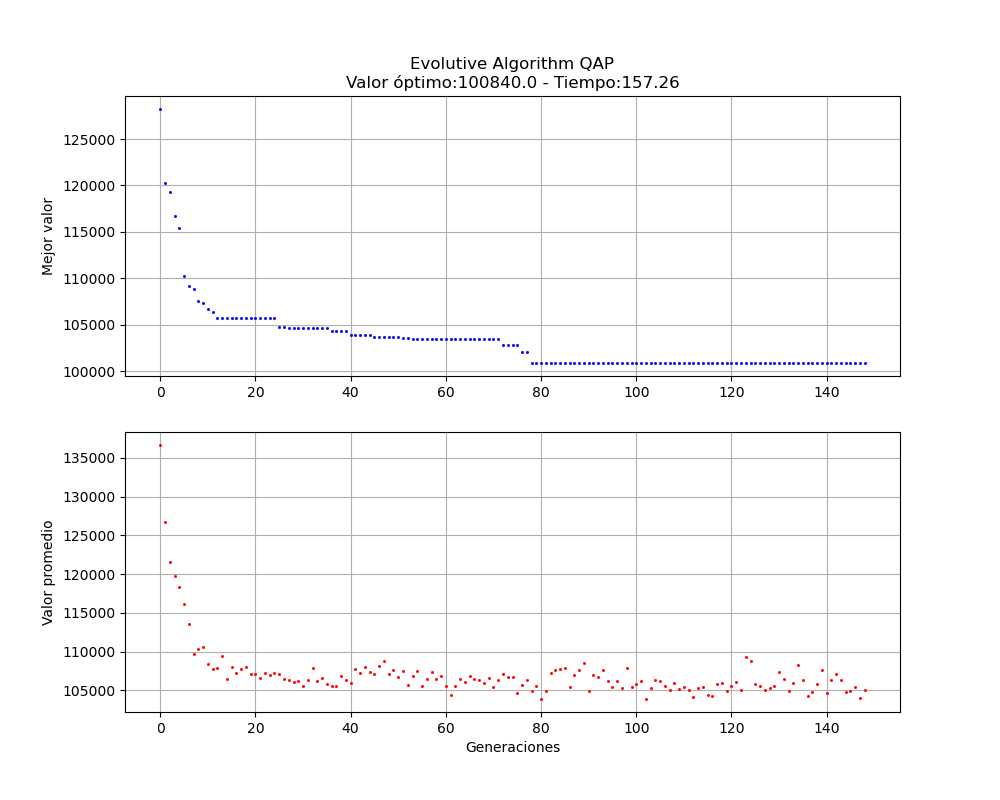 Evolutive Algorithm QAP
Valor óptimo:100840.0 - Tiempo:157.26
Mejor valor
125000
120000
115000
110000
105000
100000
0 20 40 60 80 100 120 140
Valor promedio
135000
130000
125000
120000
115000
110000
105000
0 20 40 60 80 100 120 140
Generaciones